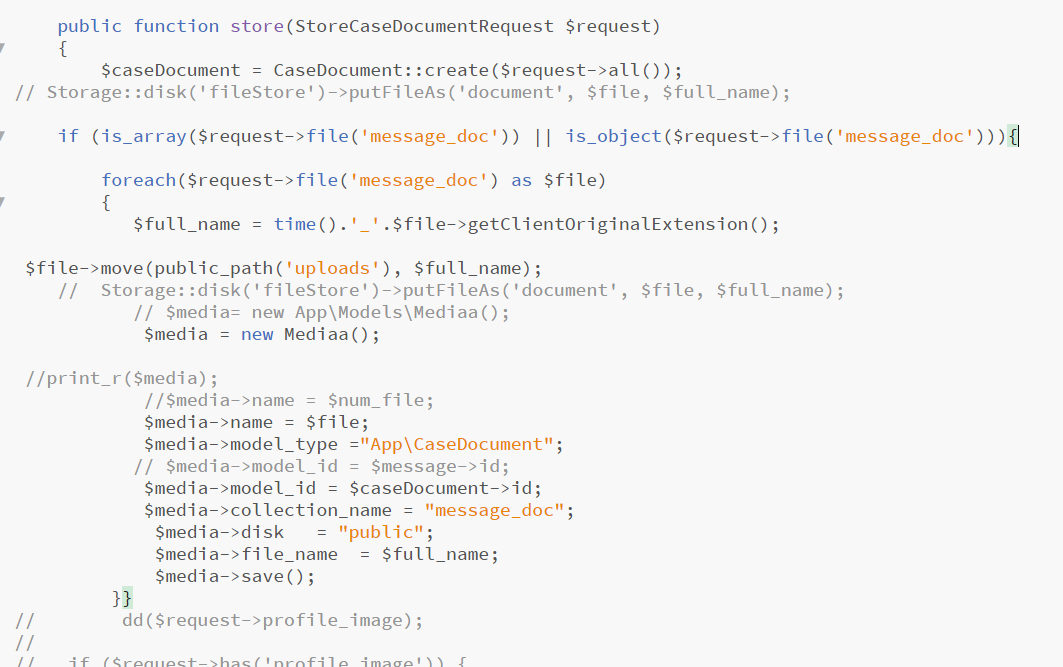 public function store(StoreCaseDocumentRequest $request)
{
$caseDocument = CaseDocument::create($request->all());
// Storage::disk('fileStore')->putFileAs('document', $file, $full_name);
if (is_array($request->file('message_doc')) || is_object($request->file('message_doc'))){
foreach($request->file('message_doc') as $file)
{
$full_name = time().'_'.$file->getClientOriginalExtension();
$file->move(public_path('uploads'), $full_name);
//  Storage::disk('fileStore')->putFileAs('document', $file, $full_name);
// $media= new App\Models\Mediaa();
$media = new Mediaa();
//print_r($media);
//$media->name = $num_file;
$media->name = $file;
$media->model_type ="App\CaseDocument";
// $media->model_id = $message->id;
$media->model_id = $caseDocument->id;
$media->collection_name = "message_doc";
$media->disk   = "public";
$media->file_name  = $full_name;
$media->save();
}}
//        dd($request->profile_image);
//
//   if ($request->has('profile_image')) {